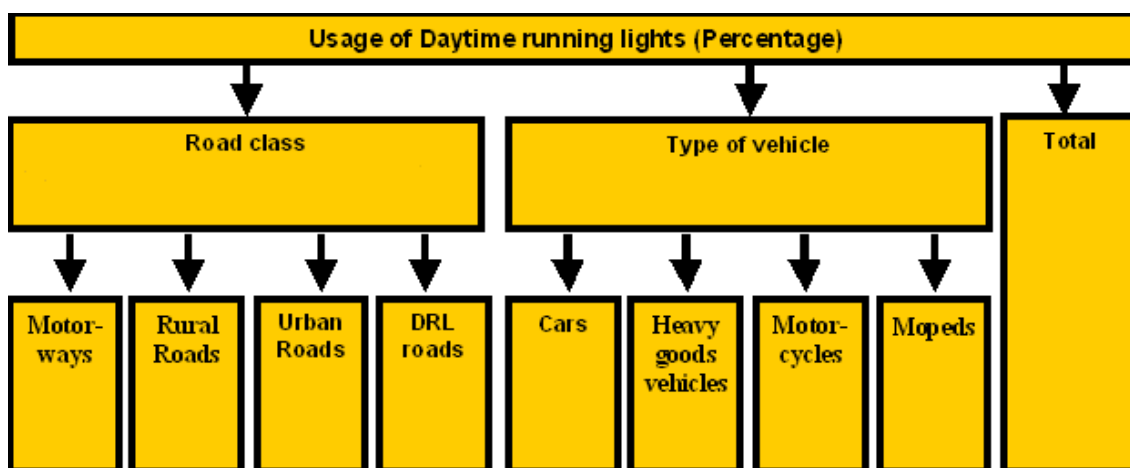 Usage of Daytime running lights (Percentage)
Road class
Type of vehicle
Total
Motor-
ways
Rural
Roads
Urban
Roads
DRL
roads
Cars
Heavy
goods
vehicles
Motor-
cycles
Mopeds